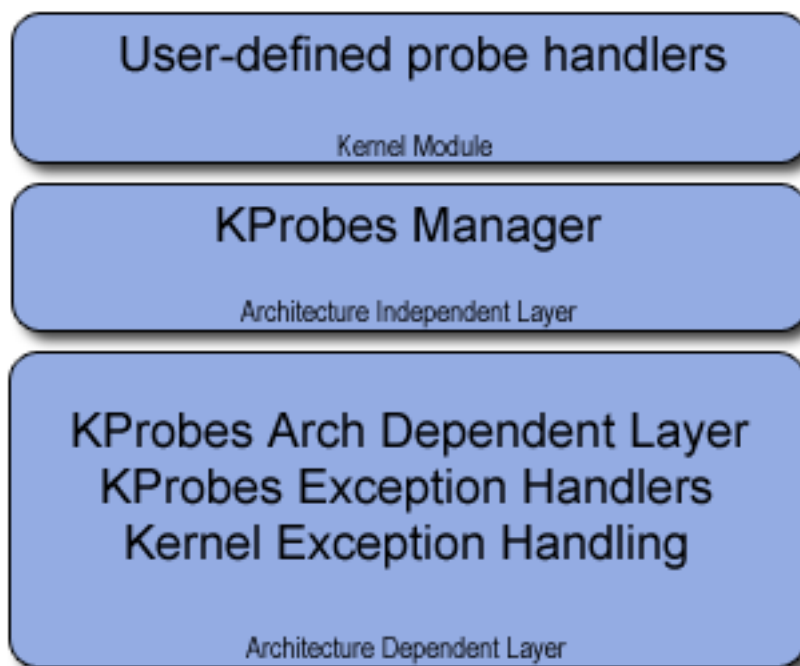 User-defined probe handlers
Kernel Module
KProbes Manager
Architecture Independent Layer
KProbes Arch Dependent Layer
KProbes Exception Handlers
Kernel Exception Handling
Architecture Dependent Layer